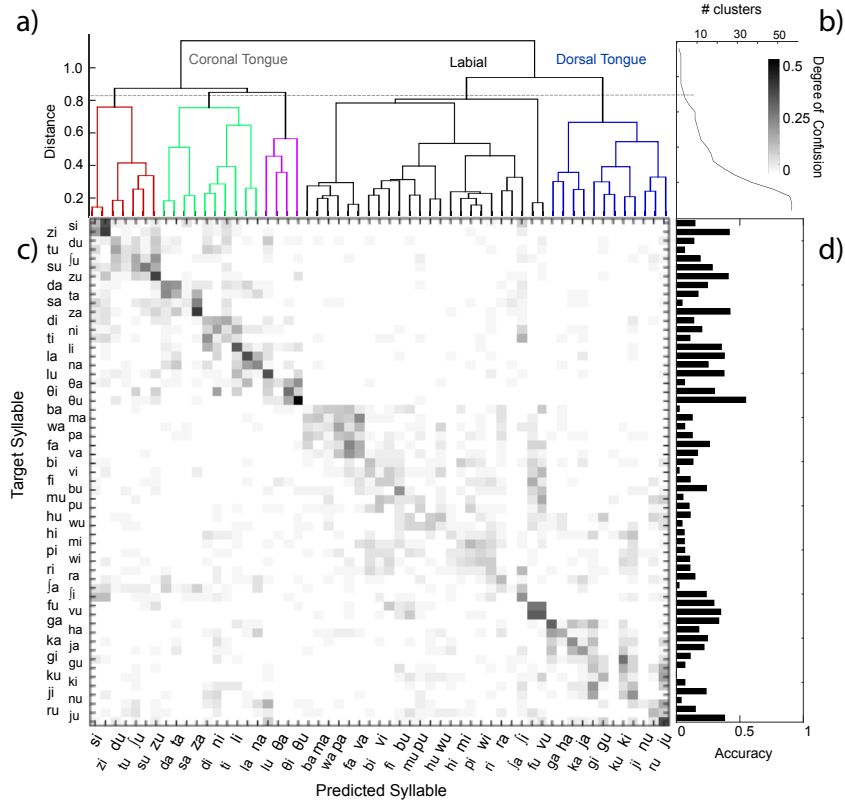 a)
b)
# clusters
10 30 50
Coronal Tongue
Labial
Dorsal Tongue
Distance
1.0
0.8
0.6
0.4
0.2
Degree of Confusion
0.5
0.25
0
c)
d)
Target Syllable
si
zi
du
tu
ʃu
su
zu
da
ta
sa
za
di
ni
ti
li
la
na
lu
θa
θi
θu
ba
ma
wa
pa
fa
va
bi
vi
fi
bu
mu
pu
hu
wu
hi
mi
pi
wi
ri
ra
ʃa
ʃi
fu
vu
ga
ha
ka
ja
gi
gu
ku
ki
ji
nu
ru
ju
si zi du tu ʃu su zu da ta sa za di ni ti li la na lu θa θi θu ba ma wa pa fa va bi vi fi bu mu pu hu wu hi mi pi wi ri ra ʃa ʃi fu vu ga ha ka ja gi gu ku ki ji nu ru ju
Predicted Syllable
0 0.5 1
Accuracy